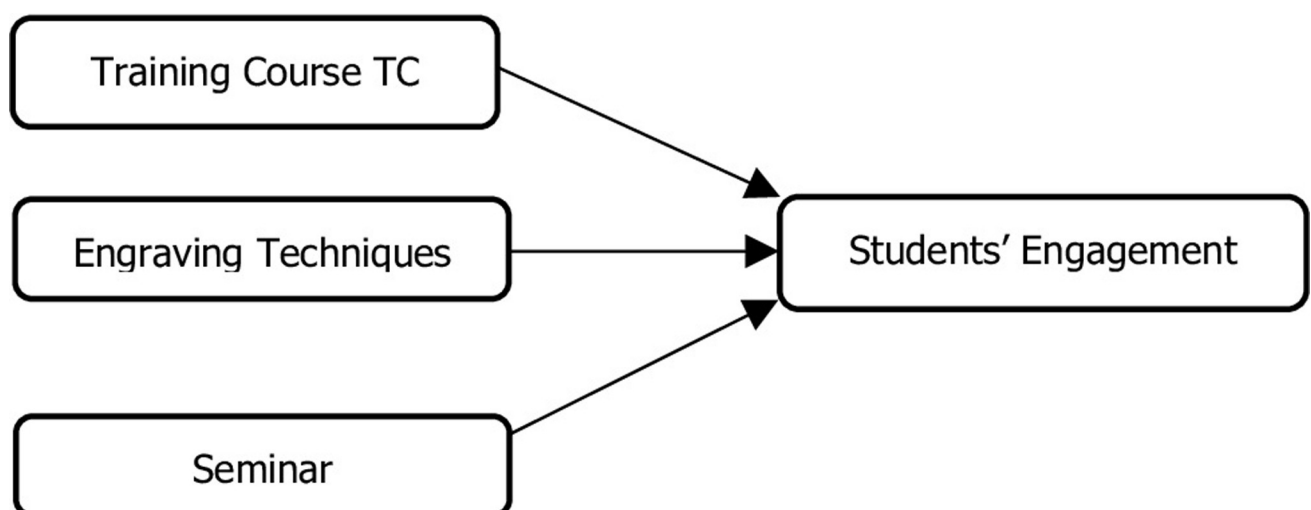 Training Course TC
Engraving Techniques
Students’ Engagement
Seminar